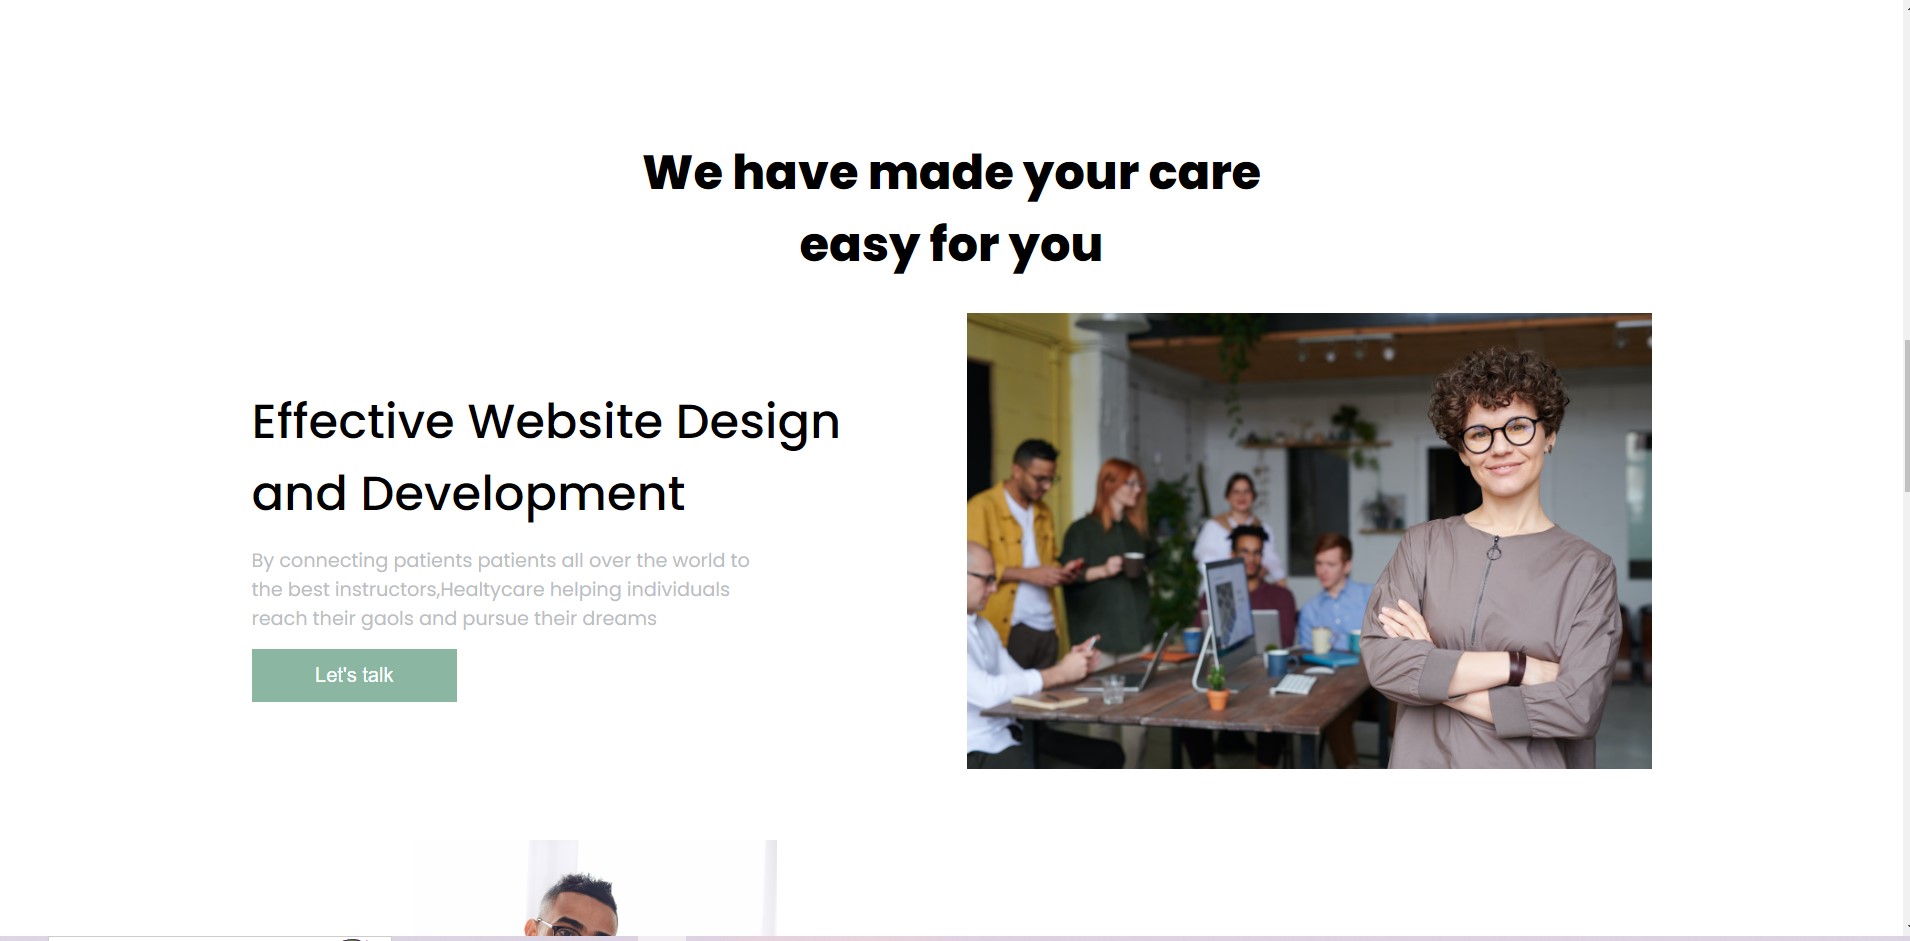 We have made your care
easy for you
Effective Website Design
and Development
By connecting patients patients all over the world to
the best instructors,Healtycare helping individuals
reach their gaols and pursue their dreams
Let's talk